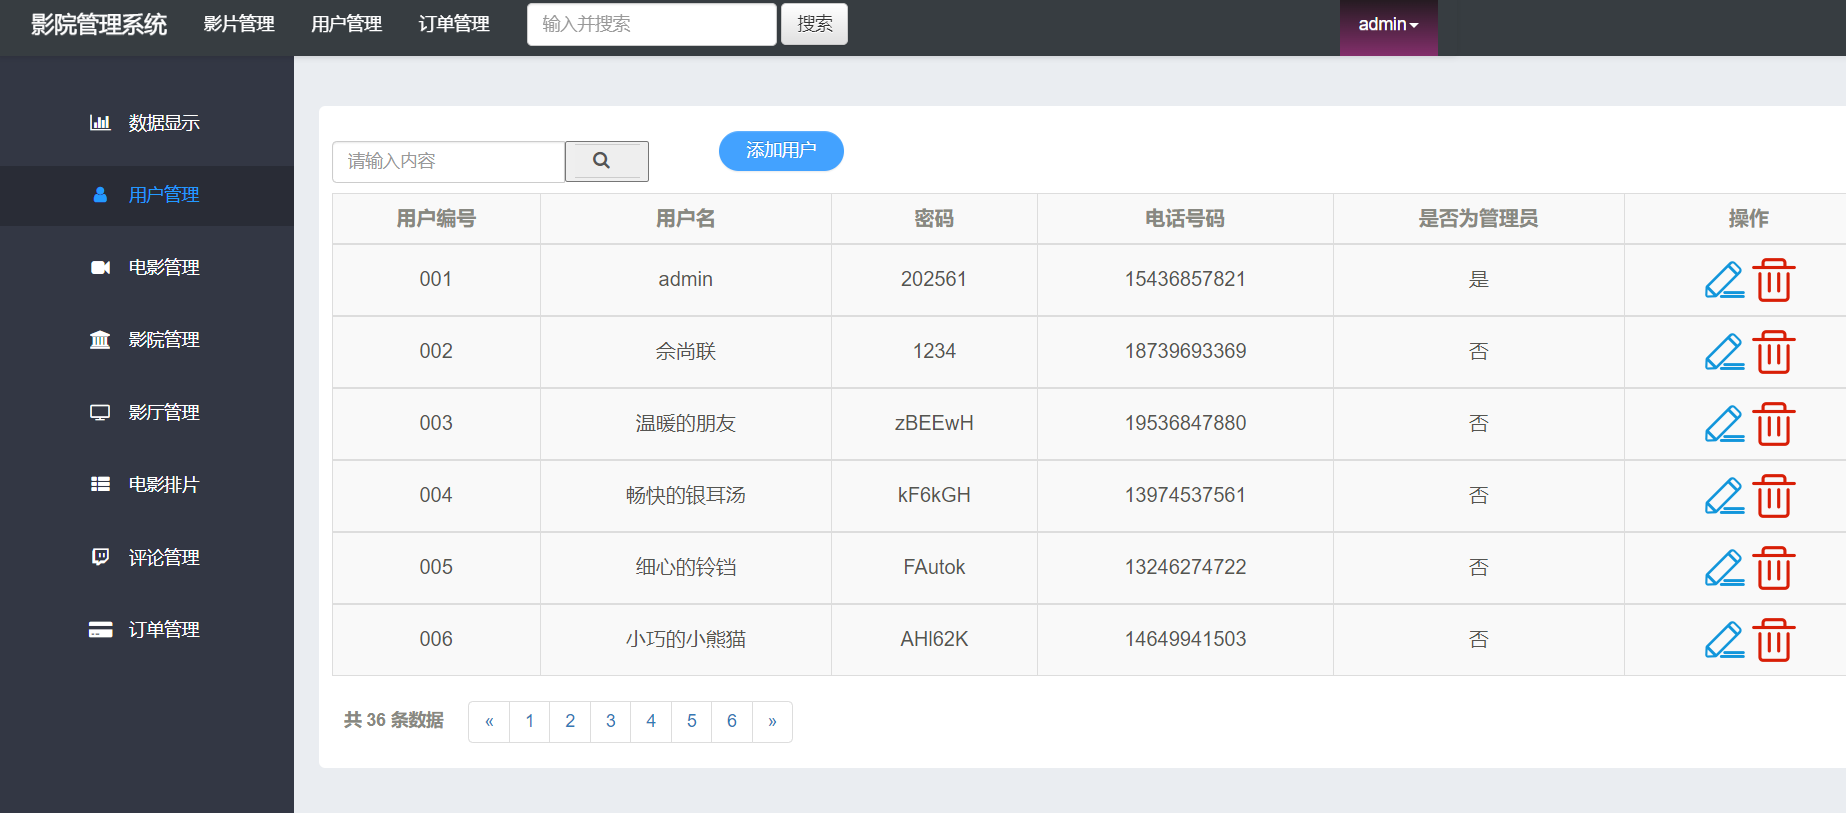 影院管理系统 影片管理 用户管理 订单管理 输入并搜索 搜索 admin
数据显示
用户管理
电影管理
影院管理
影厅管理
电影排片
评论管理
订单管理
请输入内容 添加用户
用户编号 用户名 密码 电话号码 是否为管理员 操作
001 admin 202561 15436857821 是
002 佘尚联 1234 18739693369 否
003 温暖的朋友 zBEEwH 19536847880 否
004 畅快的银耳汤 kF6kGH 13974537561 否
005 细心的铃铛 FAutok 13246274722 否
006 小巧的小熊猫 AHl62K 14649941503 否
共 36 条数据 « 1 2 3 4 5 6 »